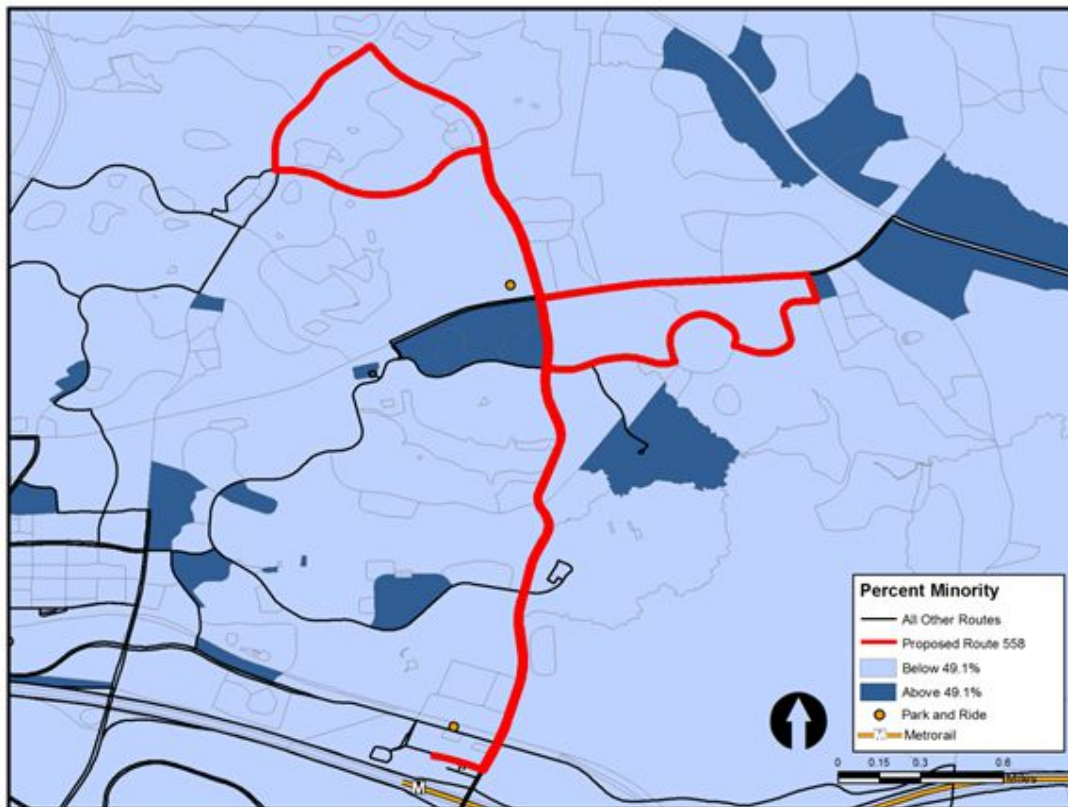 Percent Minority
All Other Routes
Proposed Route 558
Below 49.1%
Above 49.1%
Park and Ride
M Metrorail
0 0.15 0.3 0.6
Miles
M